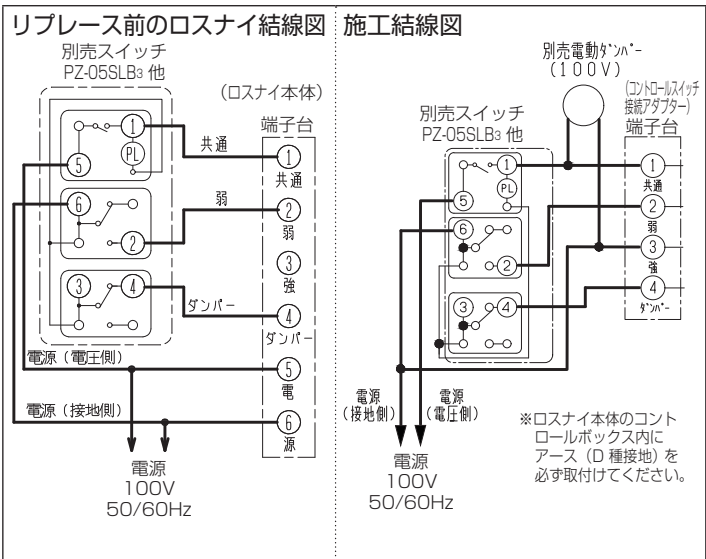 リプレース前のロスナイ結線図
別売スイッチ
PZ-05SLB3 他
(ロスナイ本体)
端子台
1
PL
5
共通
1
共通
6
2
弱
2
弱
3
強
3
4
ダンパー
4
ダンパー
電源(電圧側)
5
電
電源(接地側)
6
源
電源
100V
50/60Hz
施工結線図
別売電動ダンパー
(100V)
別売スイッチ
PZ-05SLB3 他
(コントロールスイッチ
接続アダプター)
端子台
1
PL
5
1
共通
6
2
2
弱
3
強
3
4
4
ダンパー
電源
(接地側)
電源
(電圧側)
電源
100V
50/60Hz
※ロスナイ本体のコント
ロールボックス内に
アース(D 種接地)を
必ず取付けてください。